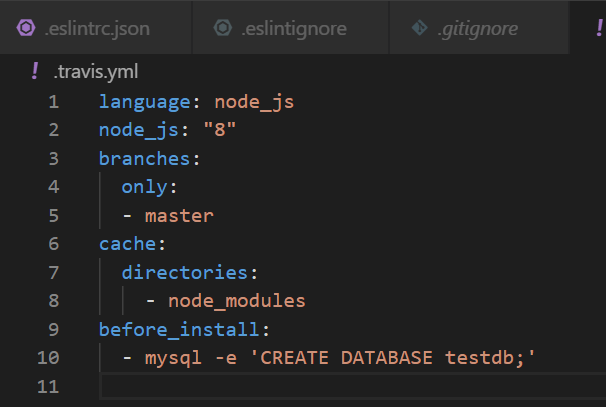 .eslintrc.json .eslintignore .gitignore !
! .travis.yml
1 language: node_js
2 node_js: "8"
3 branches:
4 only:
5 - master
6 cache:
7 directories:
8 - node_modules
9 before_install:
10 - mysql -e 'CREATE DATABASE testdb;'
11